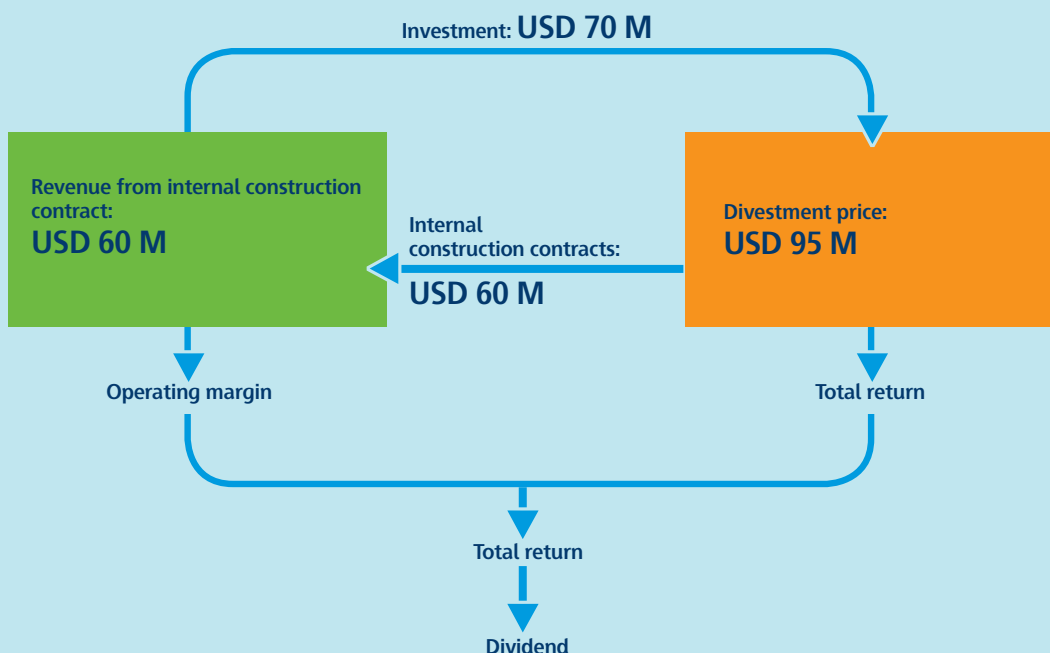 Investment: USD 70 M
Revenue from internal construction
contract:
USD 60 M
Internal
construction contracts:
USD 60 M
Divestment price:
USD 95 M
Operating margin
Total return
Total return
Dividend